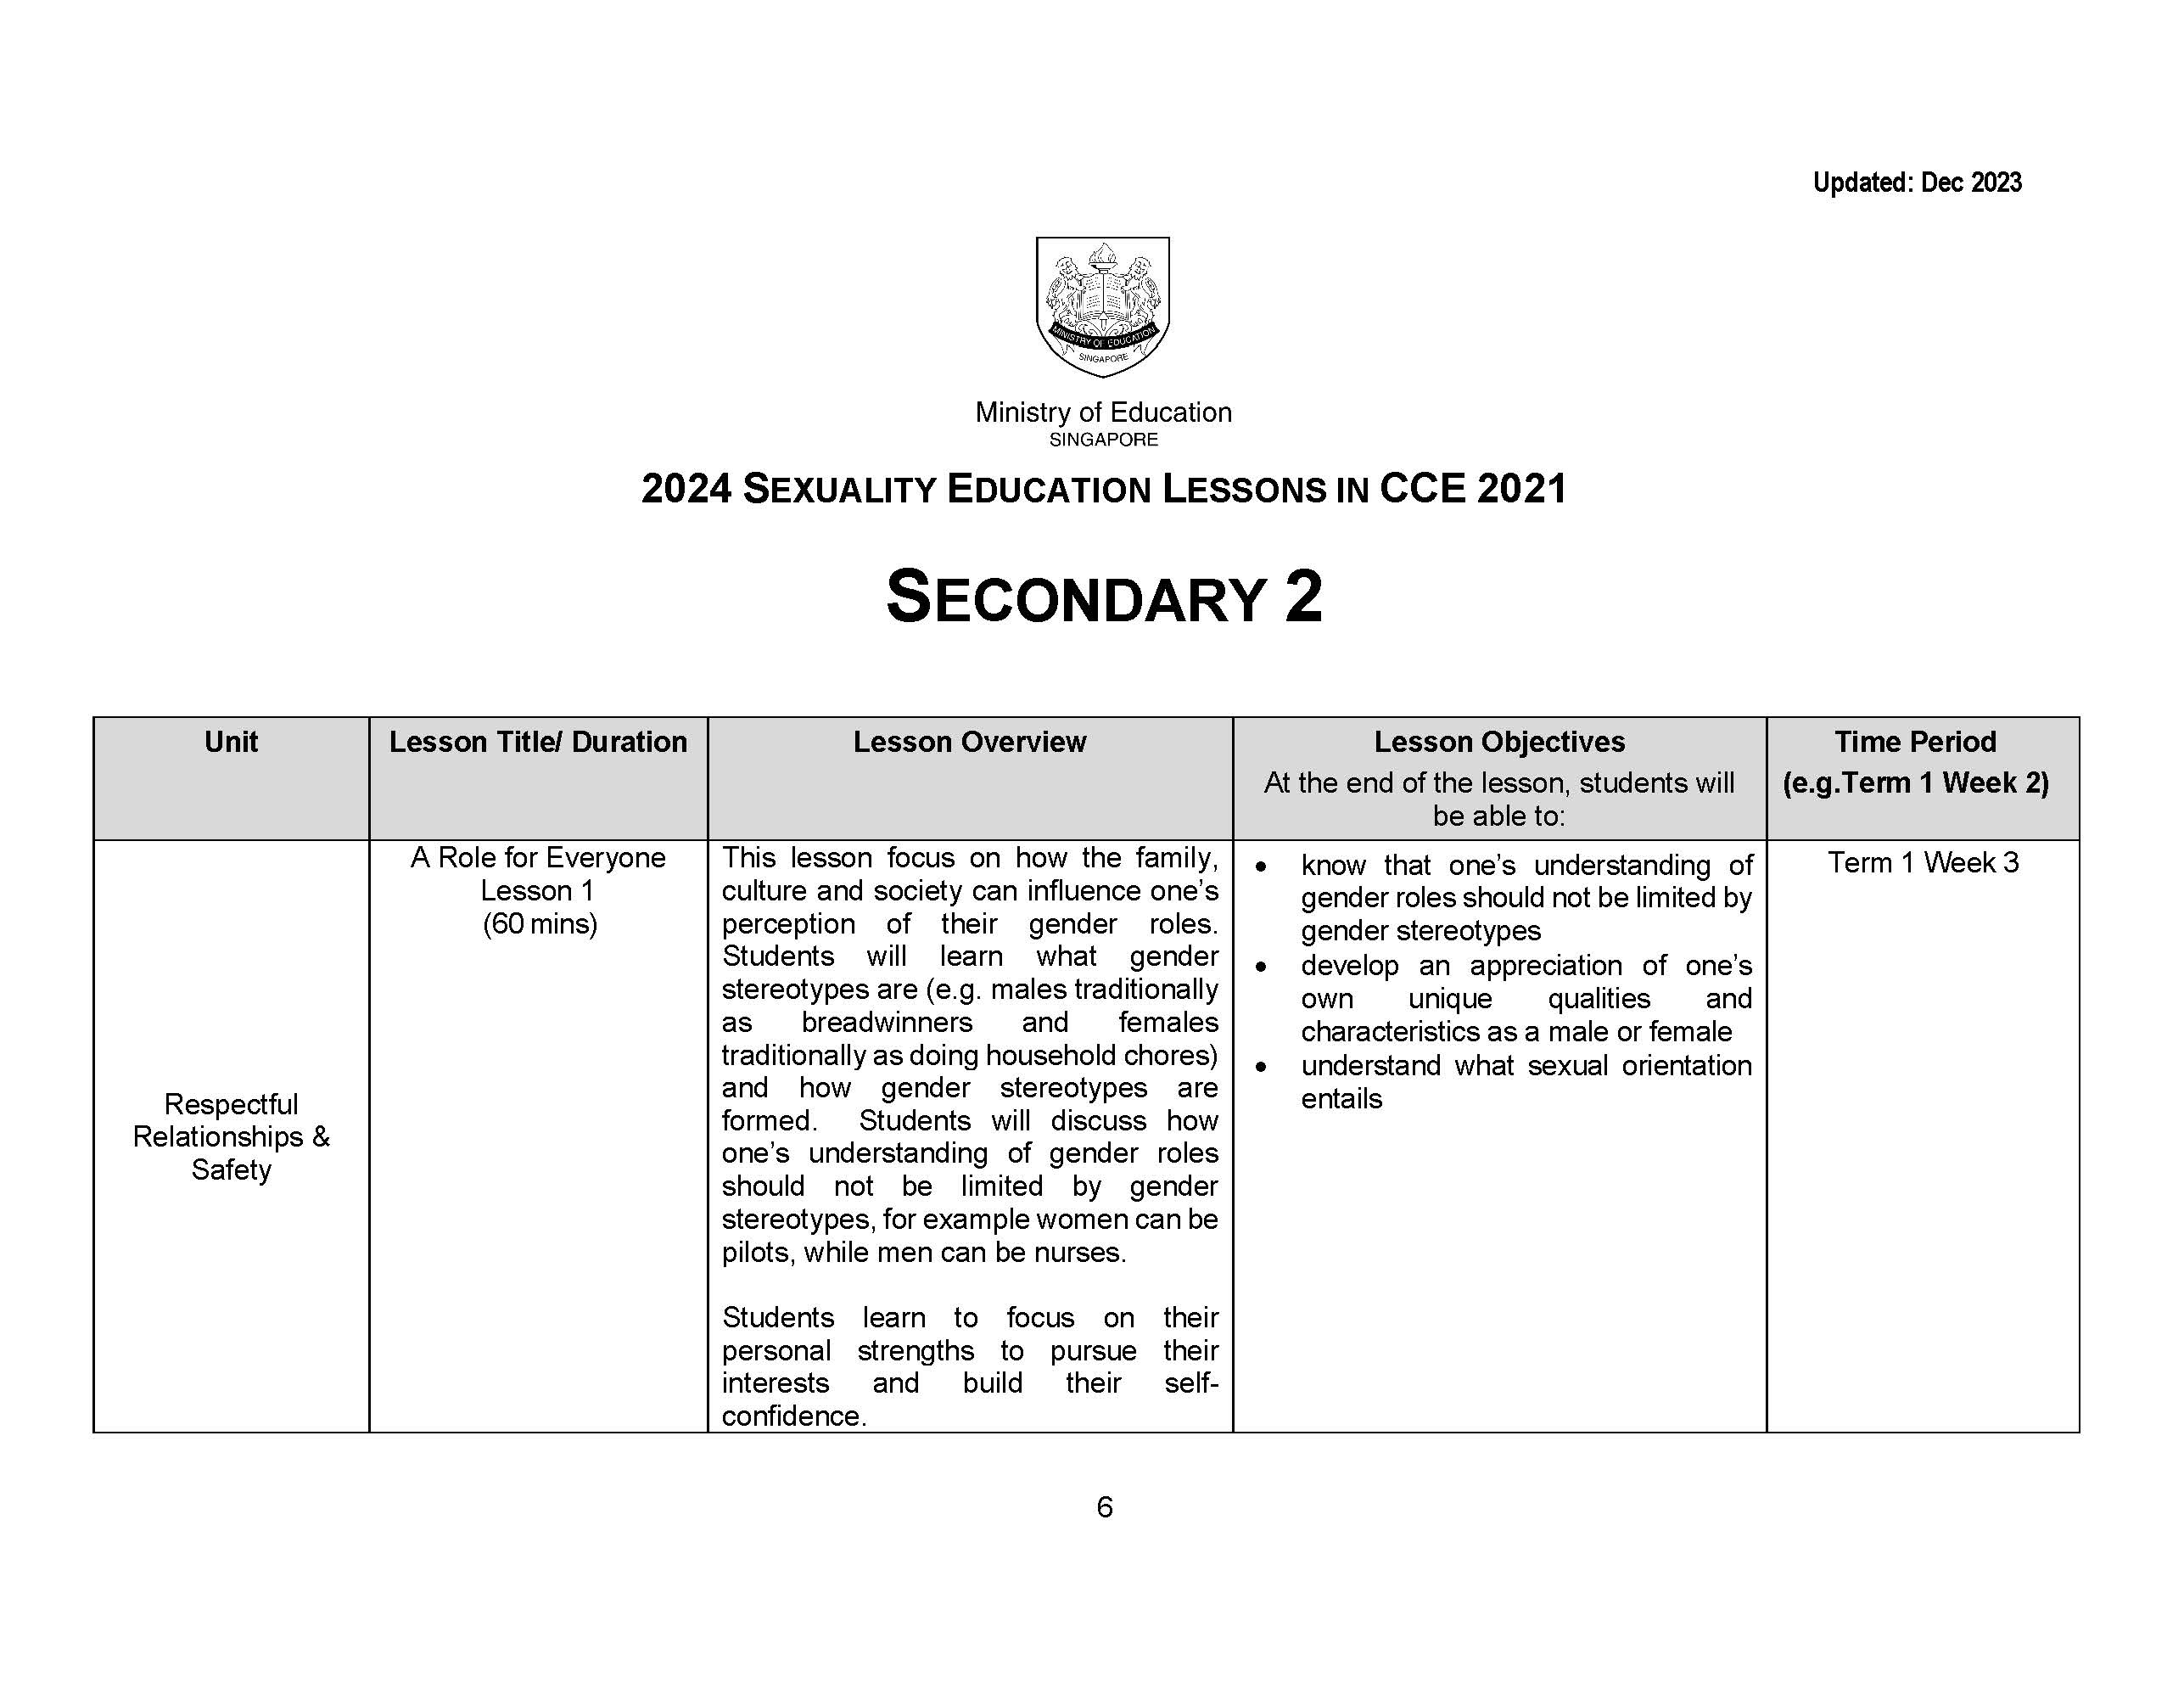 Updated: Dec 2023
MINISTRY OF EDUCATION
SINGAPORE
Ministry of Education
SINGAPORE
2024 SEXUALITY EDUCATION LESSONS IN CCE 2021
SECONDARY 2
Unit
Lesson Title/ Duration
Lesson Overview
Lesson Objectives
At the end of the lesson, students will
be able to:
Time Period
(e.g.Term 1 Week 2)
Respectful
Relationships &
Safety
A Role for Everyone
Lesson 1
(60 mins)
This lesson focus on how the family,
culture and society can influence one's
perception of their gender roles.
Students will learn what gender
stereotypes are (e.g. males traditionally
as breadwinners and females
traditionally as doing household chores)
and how gender stereotypes are
formed. Students will discuss how
one's understanding of gender roles
should not be limited by gender
stereotypes, for example women can be
pilots, while men can be nurses.
Students learn to focus on their
personal strengths to pursue their
interests and build their self-
confidence.
• know that one's understanding of
gender roles should not be limited by
gender stereotypes
• develop an appreciation of one's
own unique qualities and
characteristics as a male or female
• understand what sexual orientation
entails
Term 1 Week 3
6